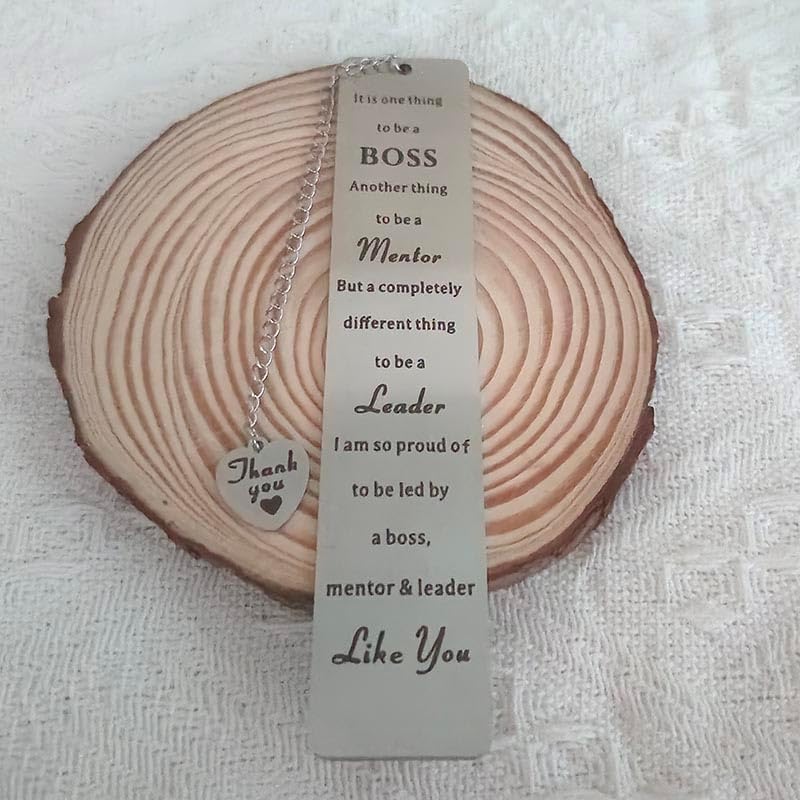 It is one thing
to be a
BOSS
Another thing
to be a
Mentor
But a completely
different thing
to be a
Leader
I am so proud of
to be led by
a boss,
mentor & leader
Like You
Thank
you